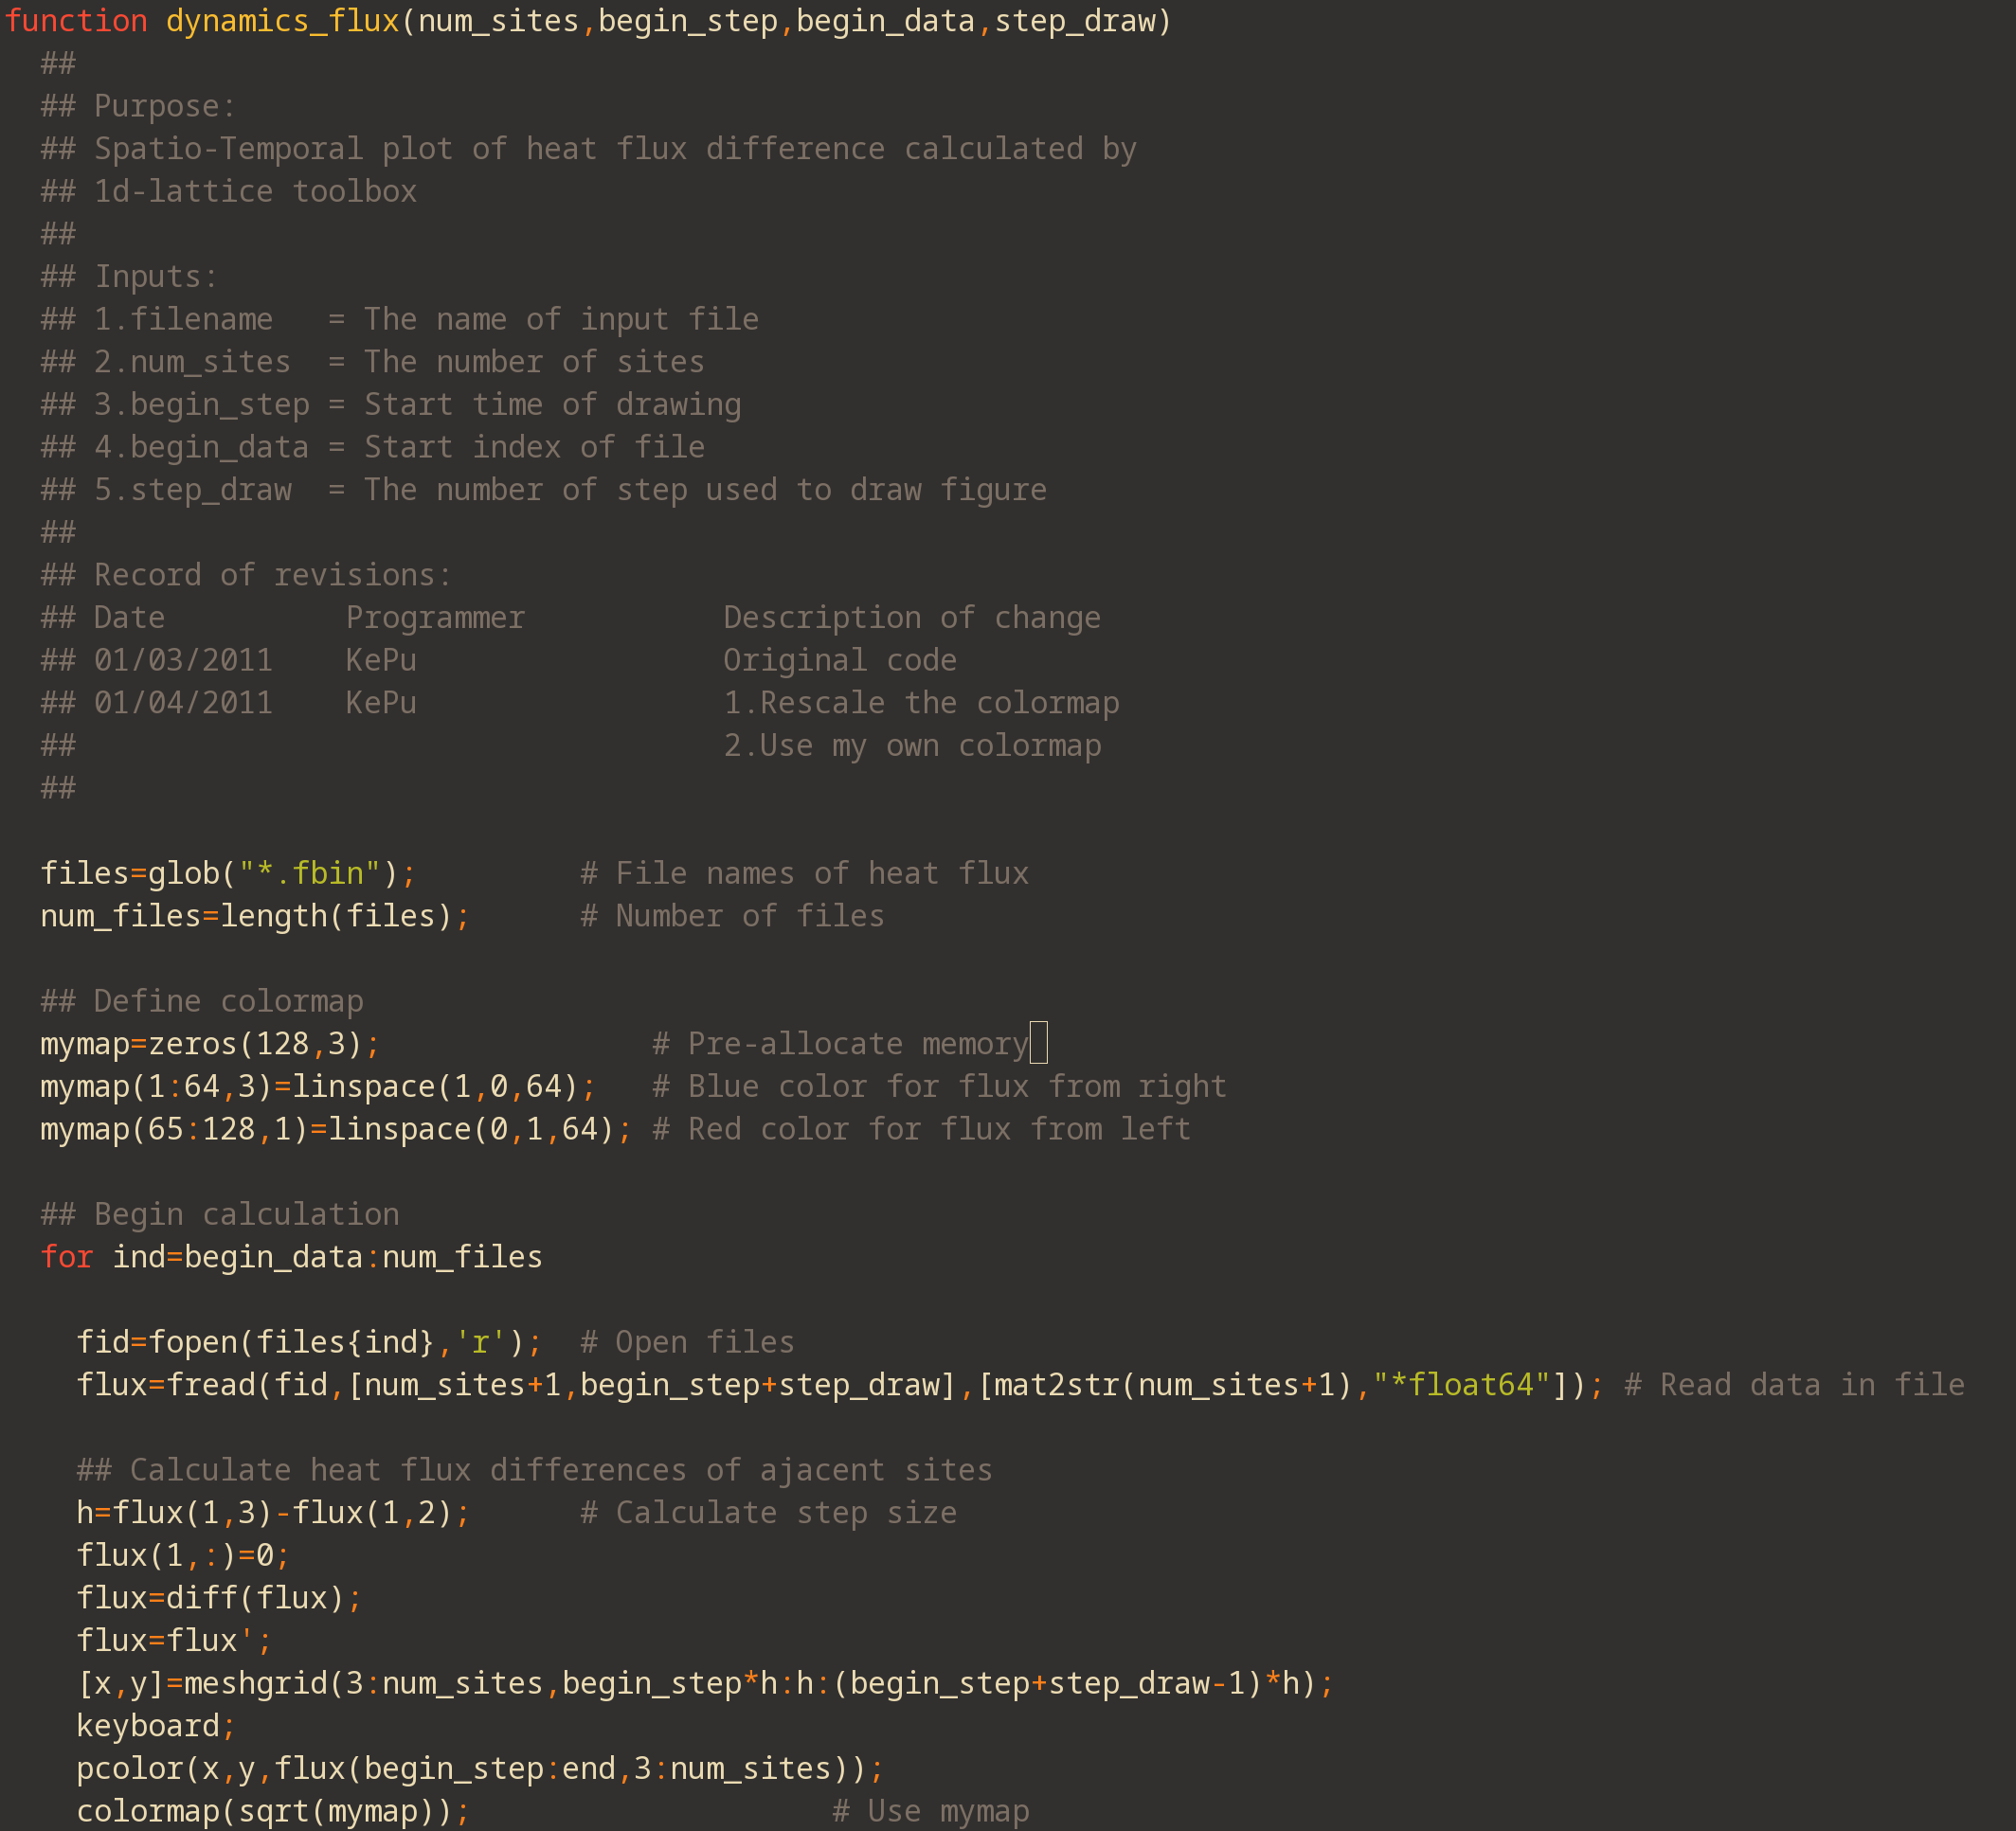 function dynamics_flux(num_sites,begin_step,begin_data,step_draw)
  ##
  ## Purpose:
  ## Spatio-Temporal plot of heat flux difference calculated by
  ## 1d-lattice toolbox
  ##
  ## Inputs:
  ## 1.filename   = The name of input file
  ## 2.num_sites  = The number of sites
  ## 3.begin_step = Start time of drawing
  ## 4.begin_data = Start index of file
  ## 5.step_draw  = The number of step used to draw figure
  ##
  ## Record of revisions:
  ## Date          Programmer           Description of change
  ## 01/03/2011    KePu                 Original code
  ## 01/04/2011    KePu                 1.Rescale the colormap
  ##                                    2.Use my own colormap
  ##

  files=glob("*.fbin");         # File names of heat flux
  num_files=length(files);      # Number of files

  ## Define colormap
  mymap=zeros(128,3);               # Pre-allocate memory
  mymap(1:64,3)=linspace(1,0,64);   # Blue color for flux from right
  mymap(65:128,1)=linspace(0,1,64); # Red color for flux from left

  ## Begin calculation
  for ind=begin_data:num_files

    fid=fopen(files{ind},'r');  # Open files
    flux=fread(fid,[num_sites+1,begin_step+step_draw],[mat2str(num_sites+1),"*float64"]); # Read data in file

    ## Calculate heat flux differences of ajacent sites
    h=flux(1,3)-flux(1,2);      # Calculate step size
    flux(1,:)=0;
    flux=diff(flux);
    flux=flux';
    [x,y]=meshgrid(3:num_sites,begin_step*h:h:(begin_step+step_draw-1)*h);
    keyboard;
    pcolor(x,y,flux(begin_step:end,3:num_sites));
    colormap(sqrt(mymap));                    # Use mymap